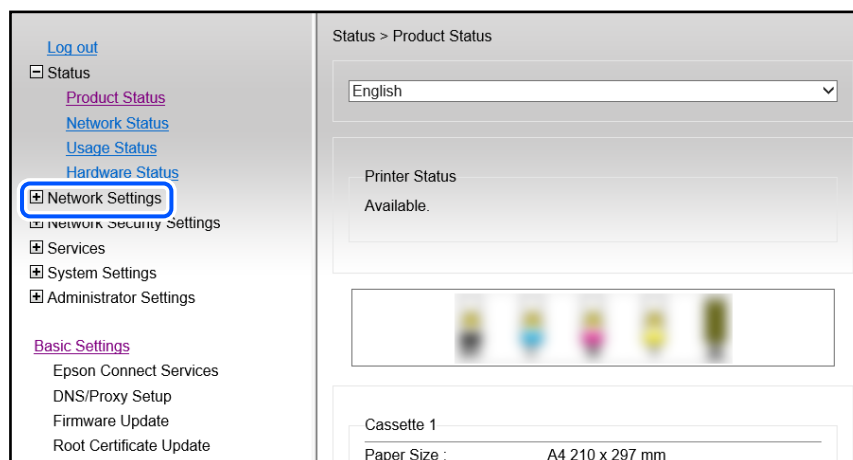 Log out
Status
Product Status
Network Status
Usage Status
Hardware Status
Network Settings
Network Security Settings
Services
System Settings
Administrator Settings
Basic Settings
Epson Connect Services
DNS/Proxy Setup
Firmware Update
Root Certificate Update
Status > Product Status
English
Printer Status
Available.
Cassette 1
Paper Size : A4 210 x 297 mm